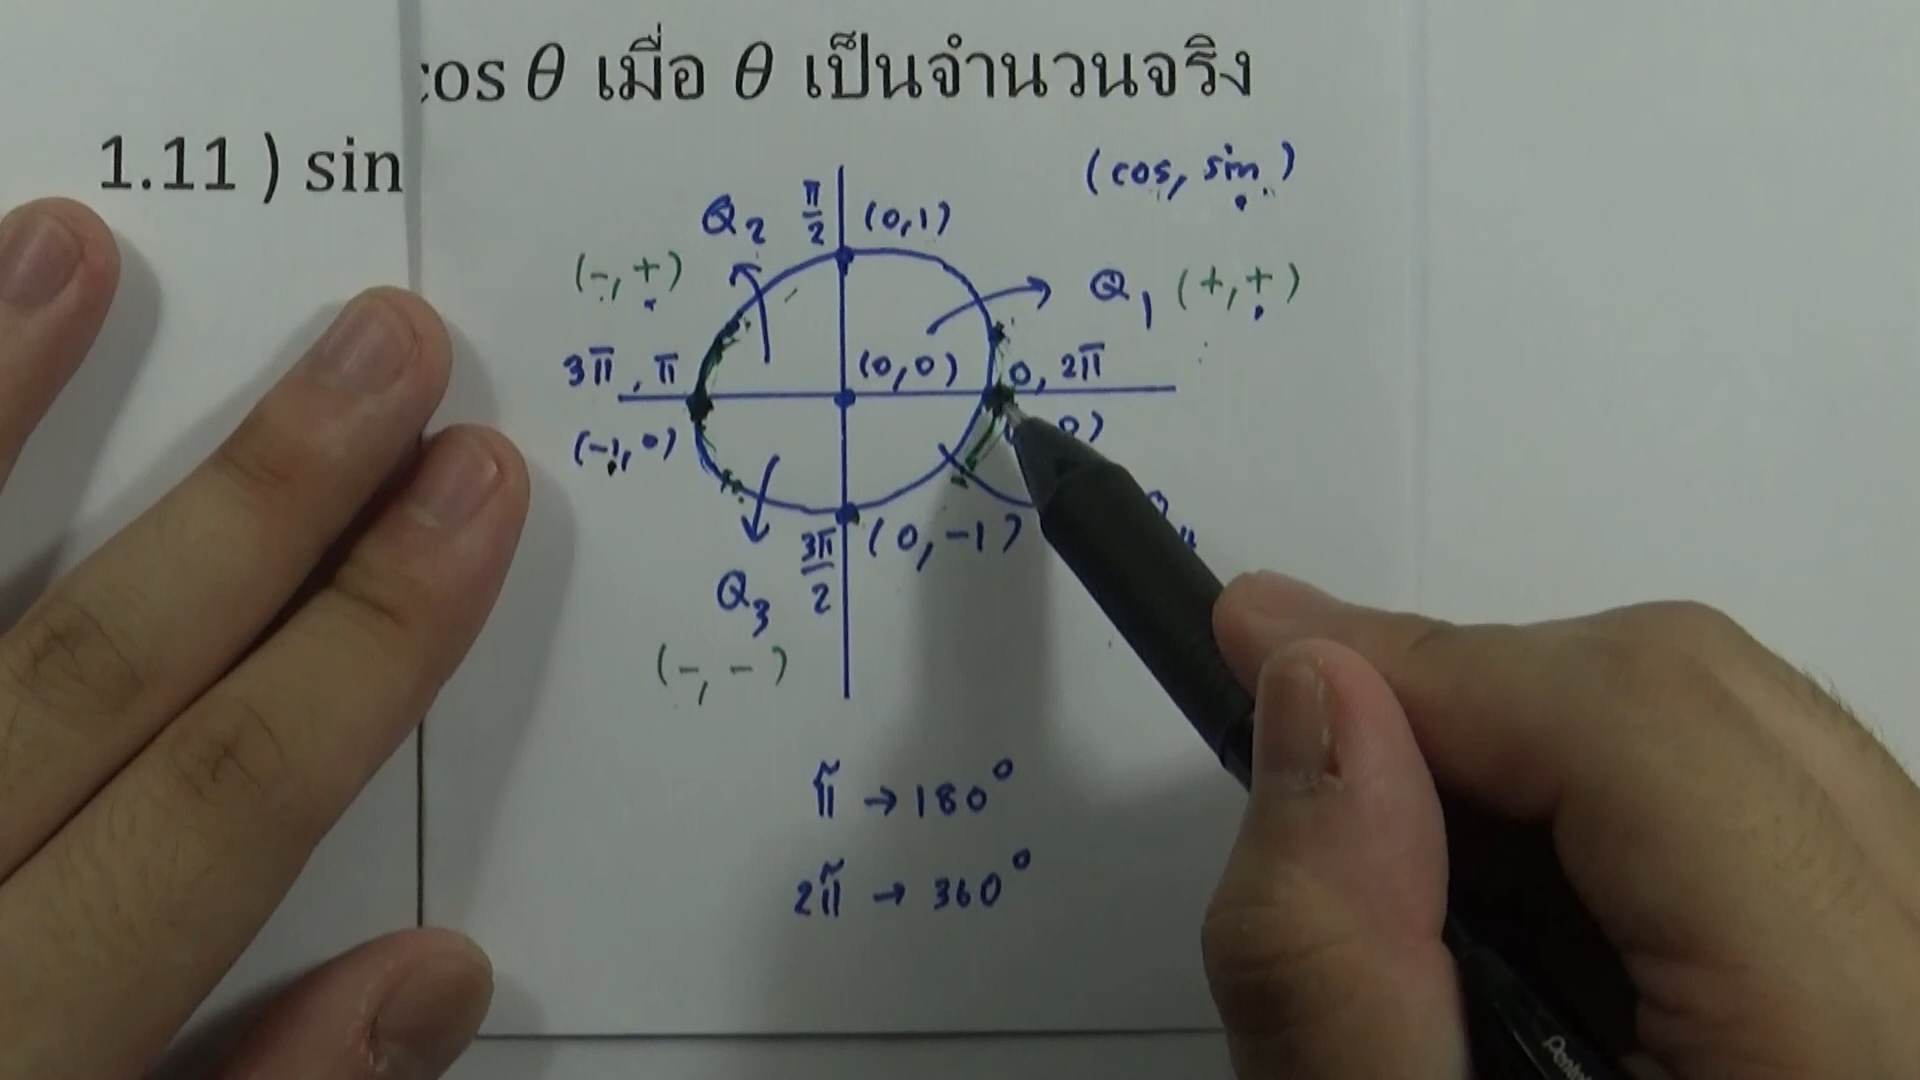 cos θ เมื่อ θ เป็นจำนวนจริง
1.11 ) sin
(cos, sin)
Q2 π/2 (0,1)
(-,+) Q1 (+,+)
3π, π (0,0) 0, 2π
(-1,0) 0)
3π/2 (0,-1)
Q3
(-,-)
π → 180°
2π → 360°